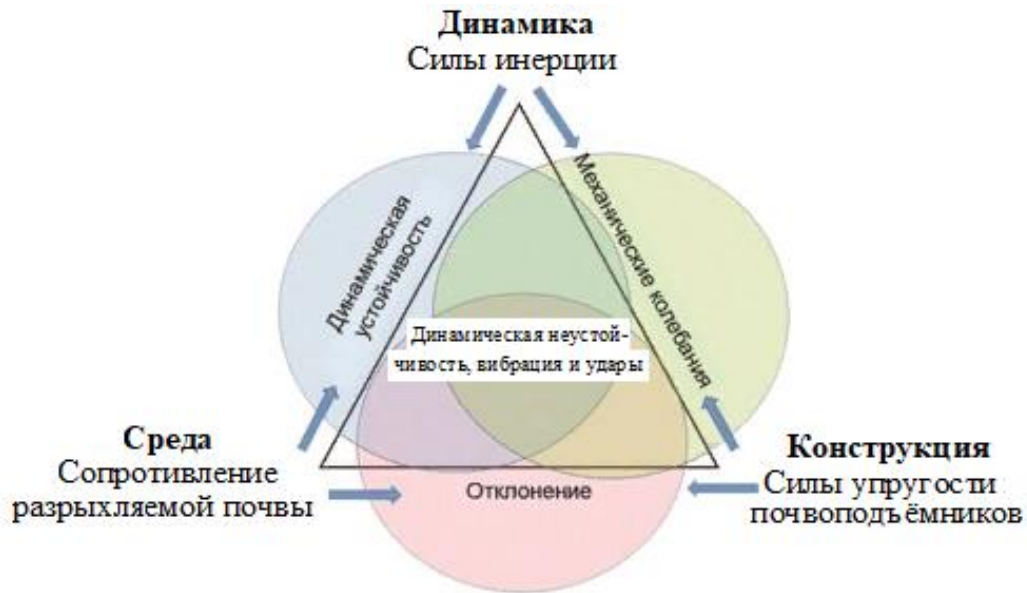 Динамика
Силы инерции
Динамическая
устойчивость
Механические колебания
Динамическая неустой-
чивость, вибрация и удары
Среда
Сопротивление
разрыхляемой почвы
Отклонение
Конструкция
Силы упругости
почвоподъёмников